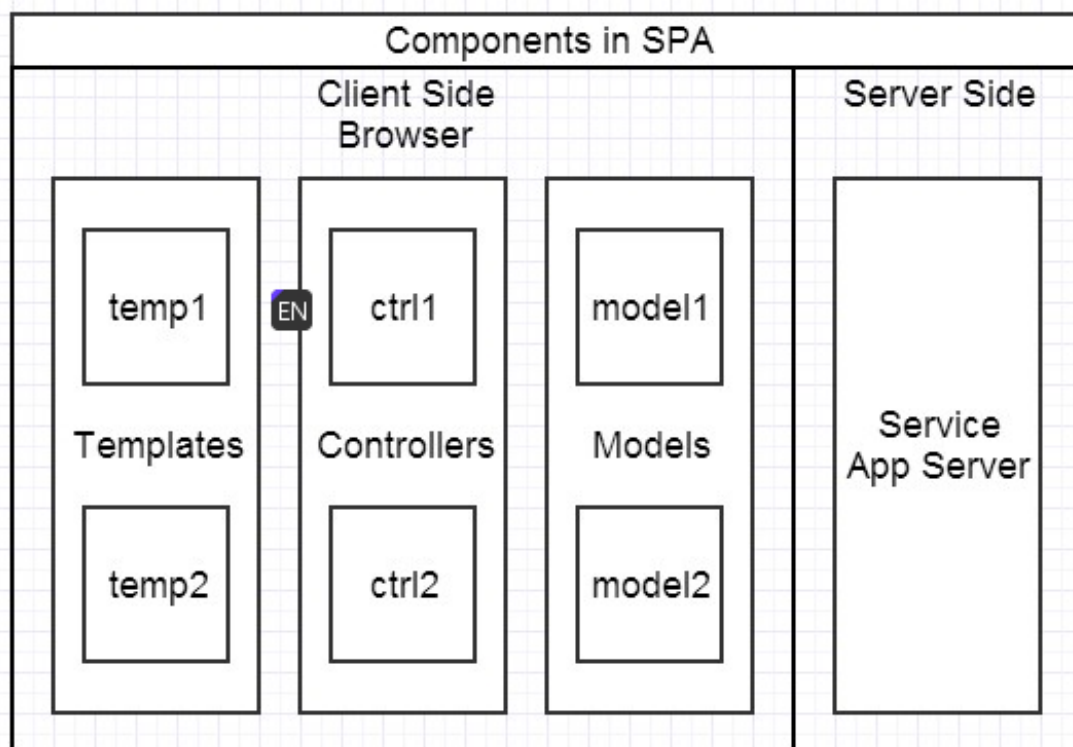 Components in SPA
Client Side
Browser
Server Side
temp1
EN
ctrl1
model1
Templates
Controllers
Models
Service
App Server
temp2
ctrl2
model2